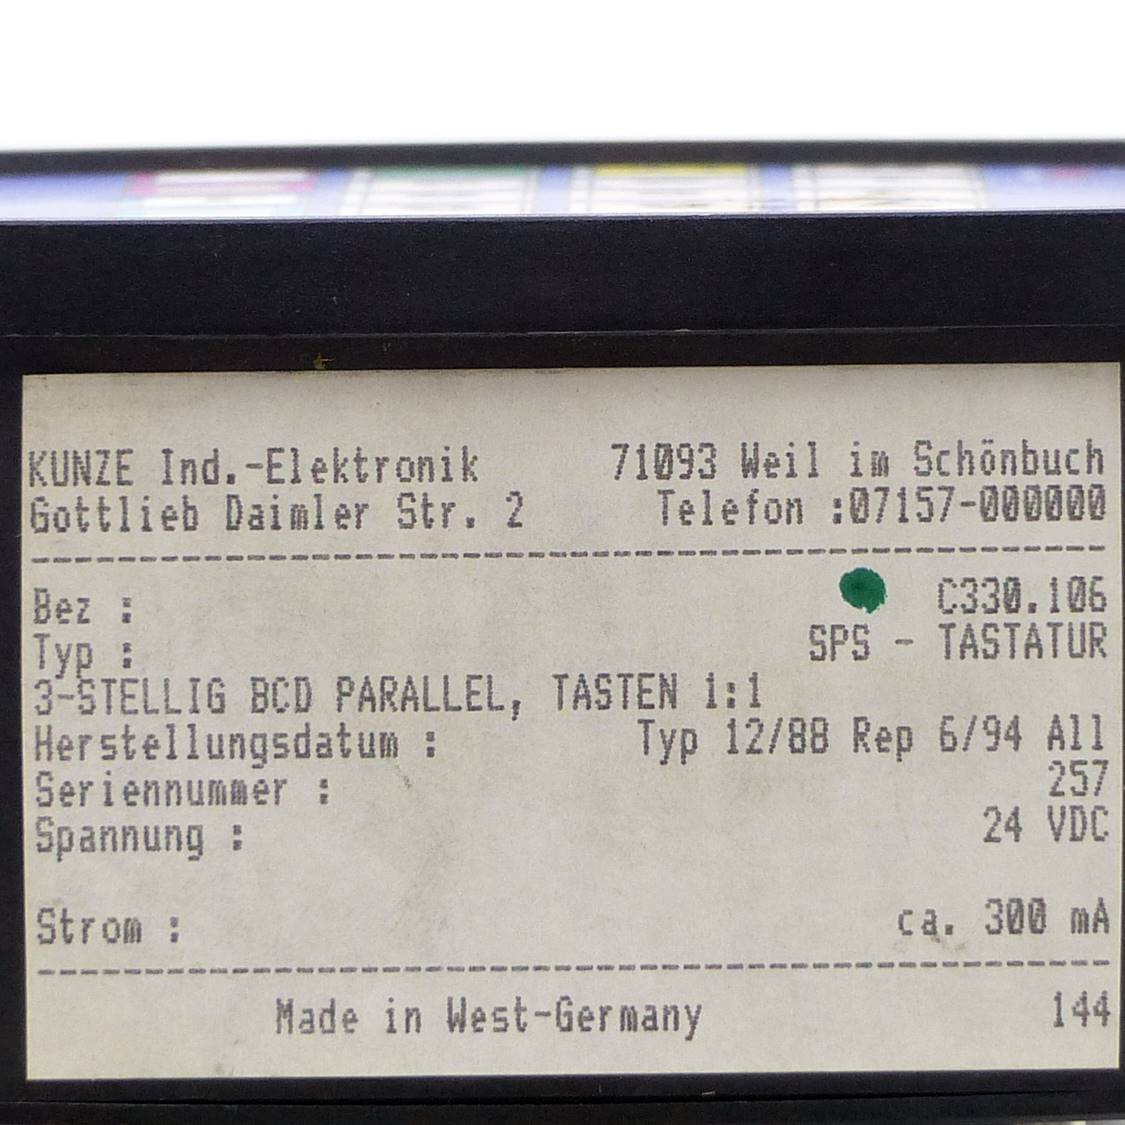 KUNZE Ind.-Elektronik 71093 Weil im Schönbuch
Gottlieb Daimler Str. 2 Telefon :07157-000000
Bez : C330.106
Typ : SPS - TASTATUR
3-STELLIG BCD PARALLEL, TASTEN 1:1
Herstellungsdatum : Typ 12/88 Rep 6/94 All
Seriennummer : 257
Spannung : 24 VDC
Strom : ca. 300 mA
Made in West-Germany 144